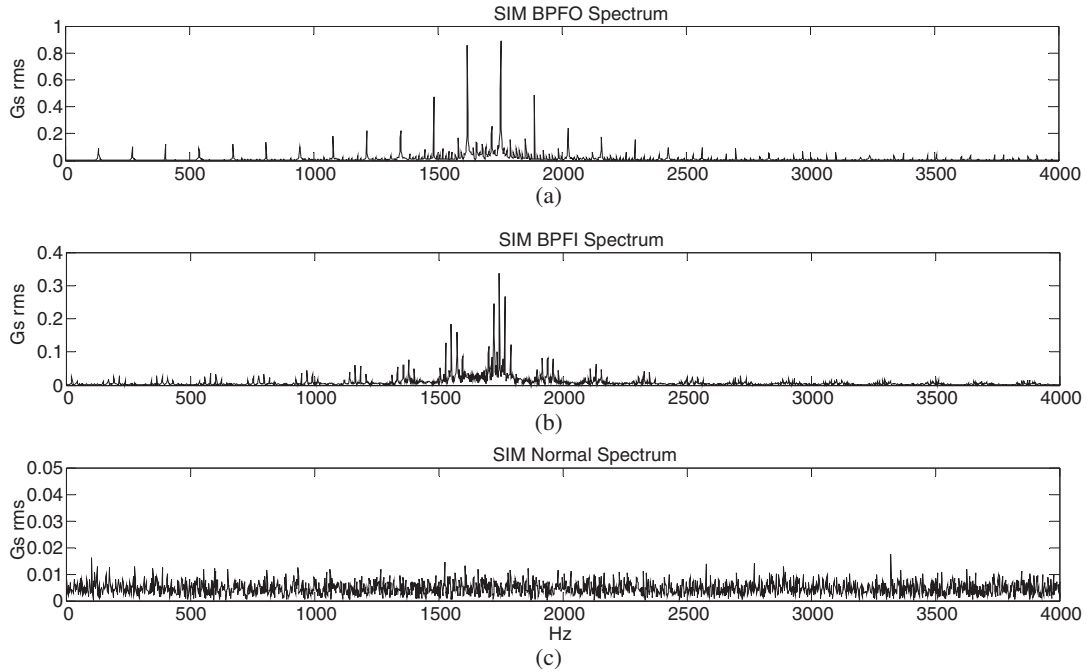 SIM BPFO Spectrum
1
0.8
0.6
0.4
0.2
0
Gs rms
0 500 1000 1500 2000 2500 3000 3500 4000
(a)
SIM BPFI Spectrum
0.4
0.3
0.2
0.1
0
Gs rms
0 500 1000 1500 2000 2500 3000 3500 4000
(b)
SIM Normal Spectrum
0.05
0.04
0.03
0.02
0.01
0
Gs rms
0 500 1000 1500 2000 2500 3000 3500 4000
Hz
(c)